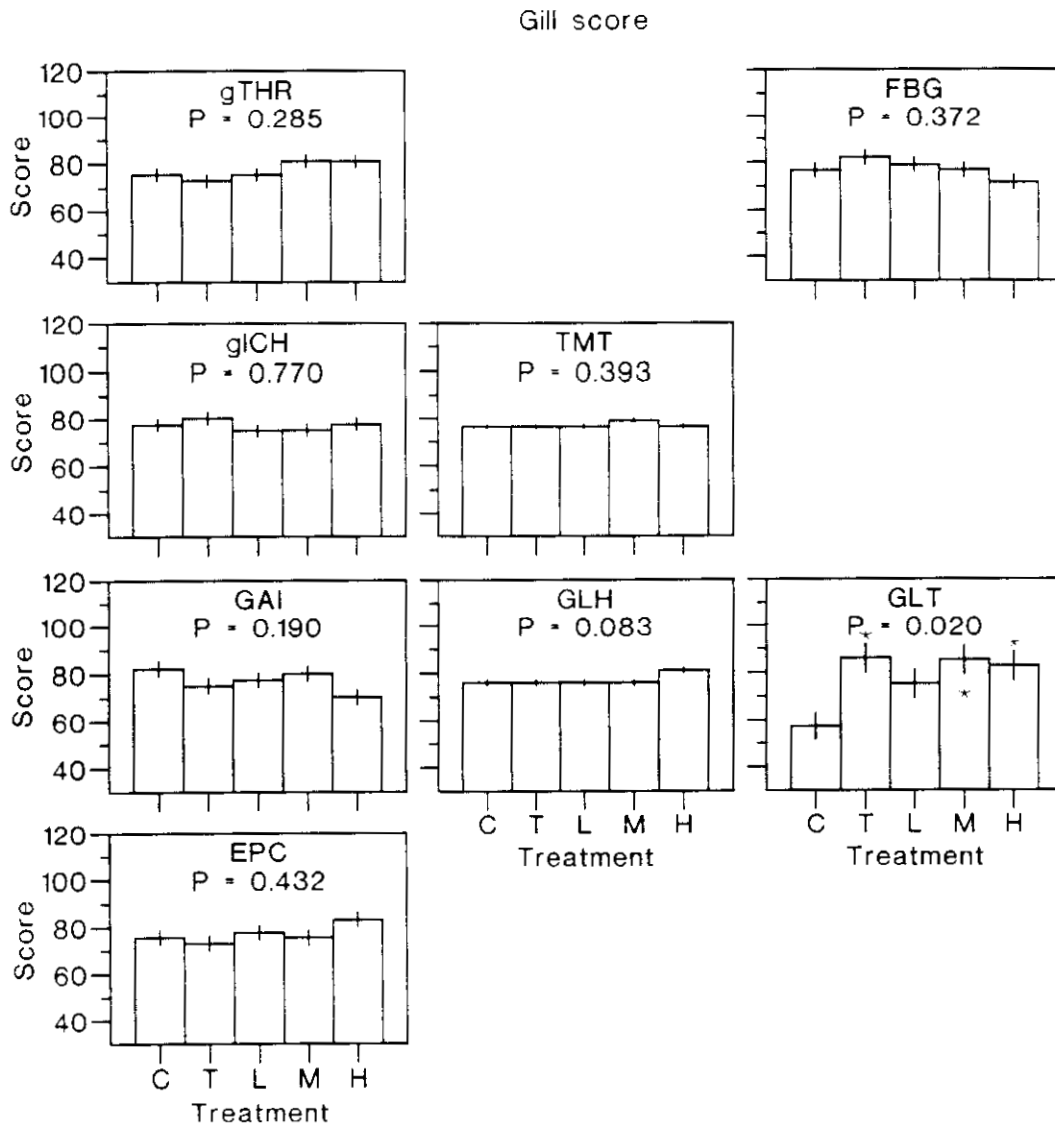 Gill score
120
100
80
60
40
Score
gTHR
P = 0.285
FBG
P = 0.372
120
100
80
60
40
Score
gICH
P = 0.770
TMT
P = 0.393
120
100
80
60
40
Score
GAI
P = 0.190
GLH
P = 0.083
C T L M H
Treatment
GLT
P = 0.020
* * *
C T L M H
Treatment
120
100
80
60
40
Score
EPC
P = 0.432
C T L M H
Treatment